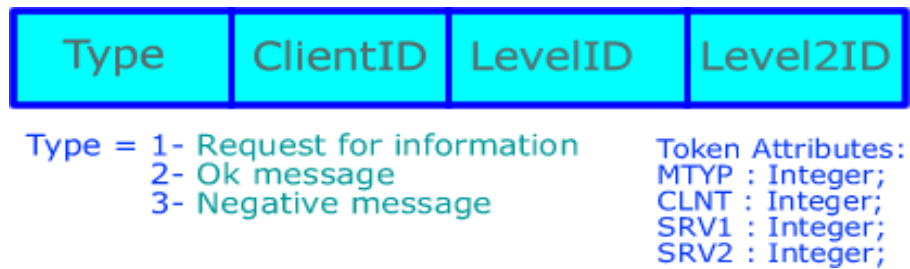 Type ClientID LevelID Level2ID
Type = 1- Request for information
2- Ok message
3- Negative message
Token Attributes:
MTYP : Integer;
CLNT : Integer;
SRV1 : Integer;
SRV2 : Integer;